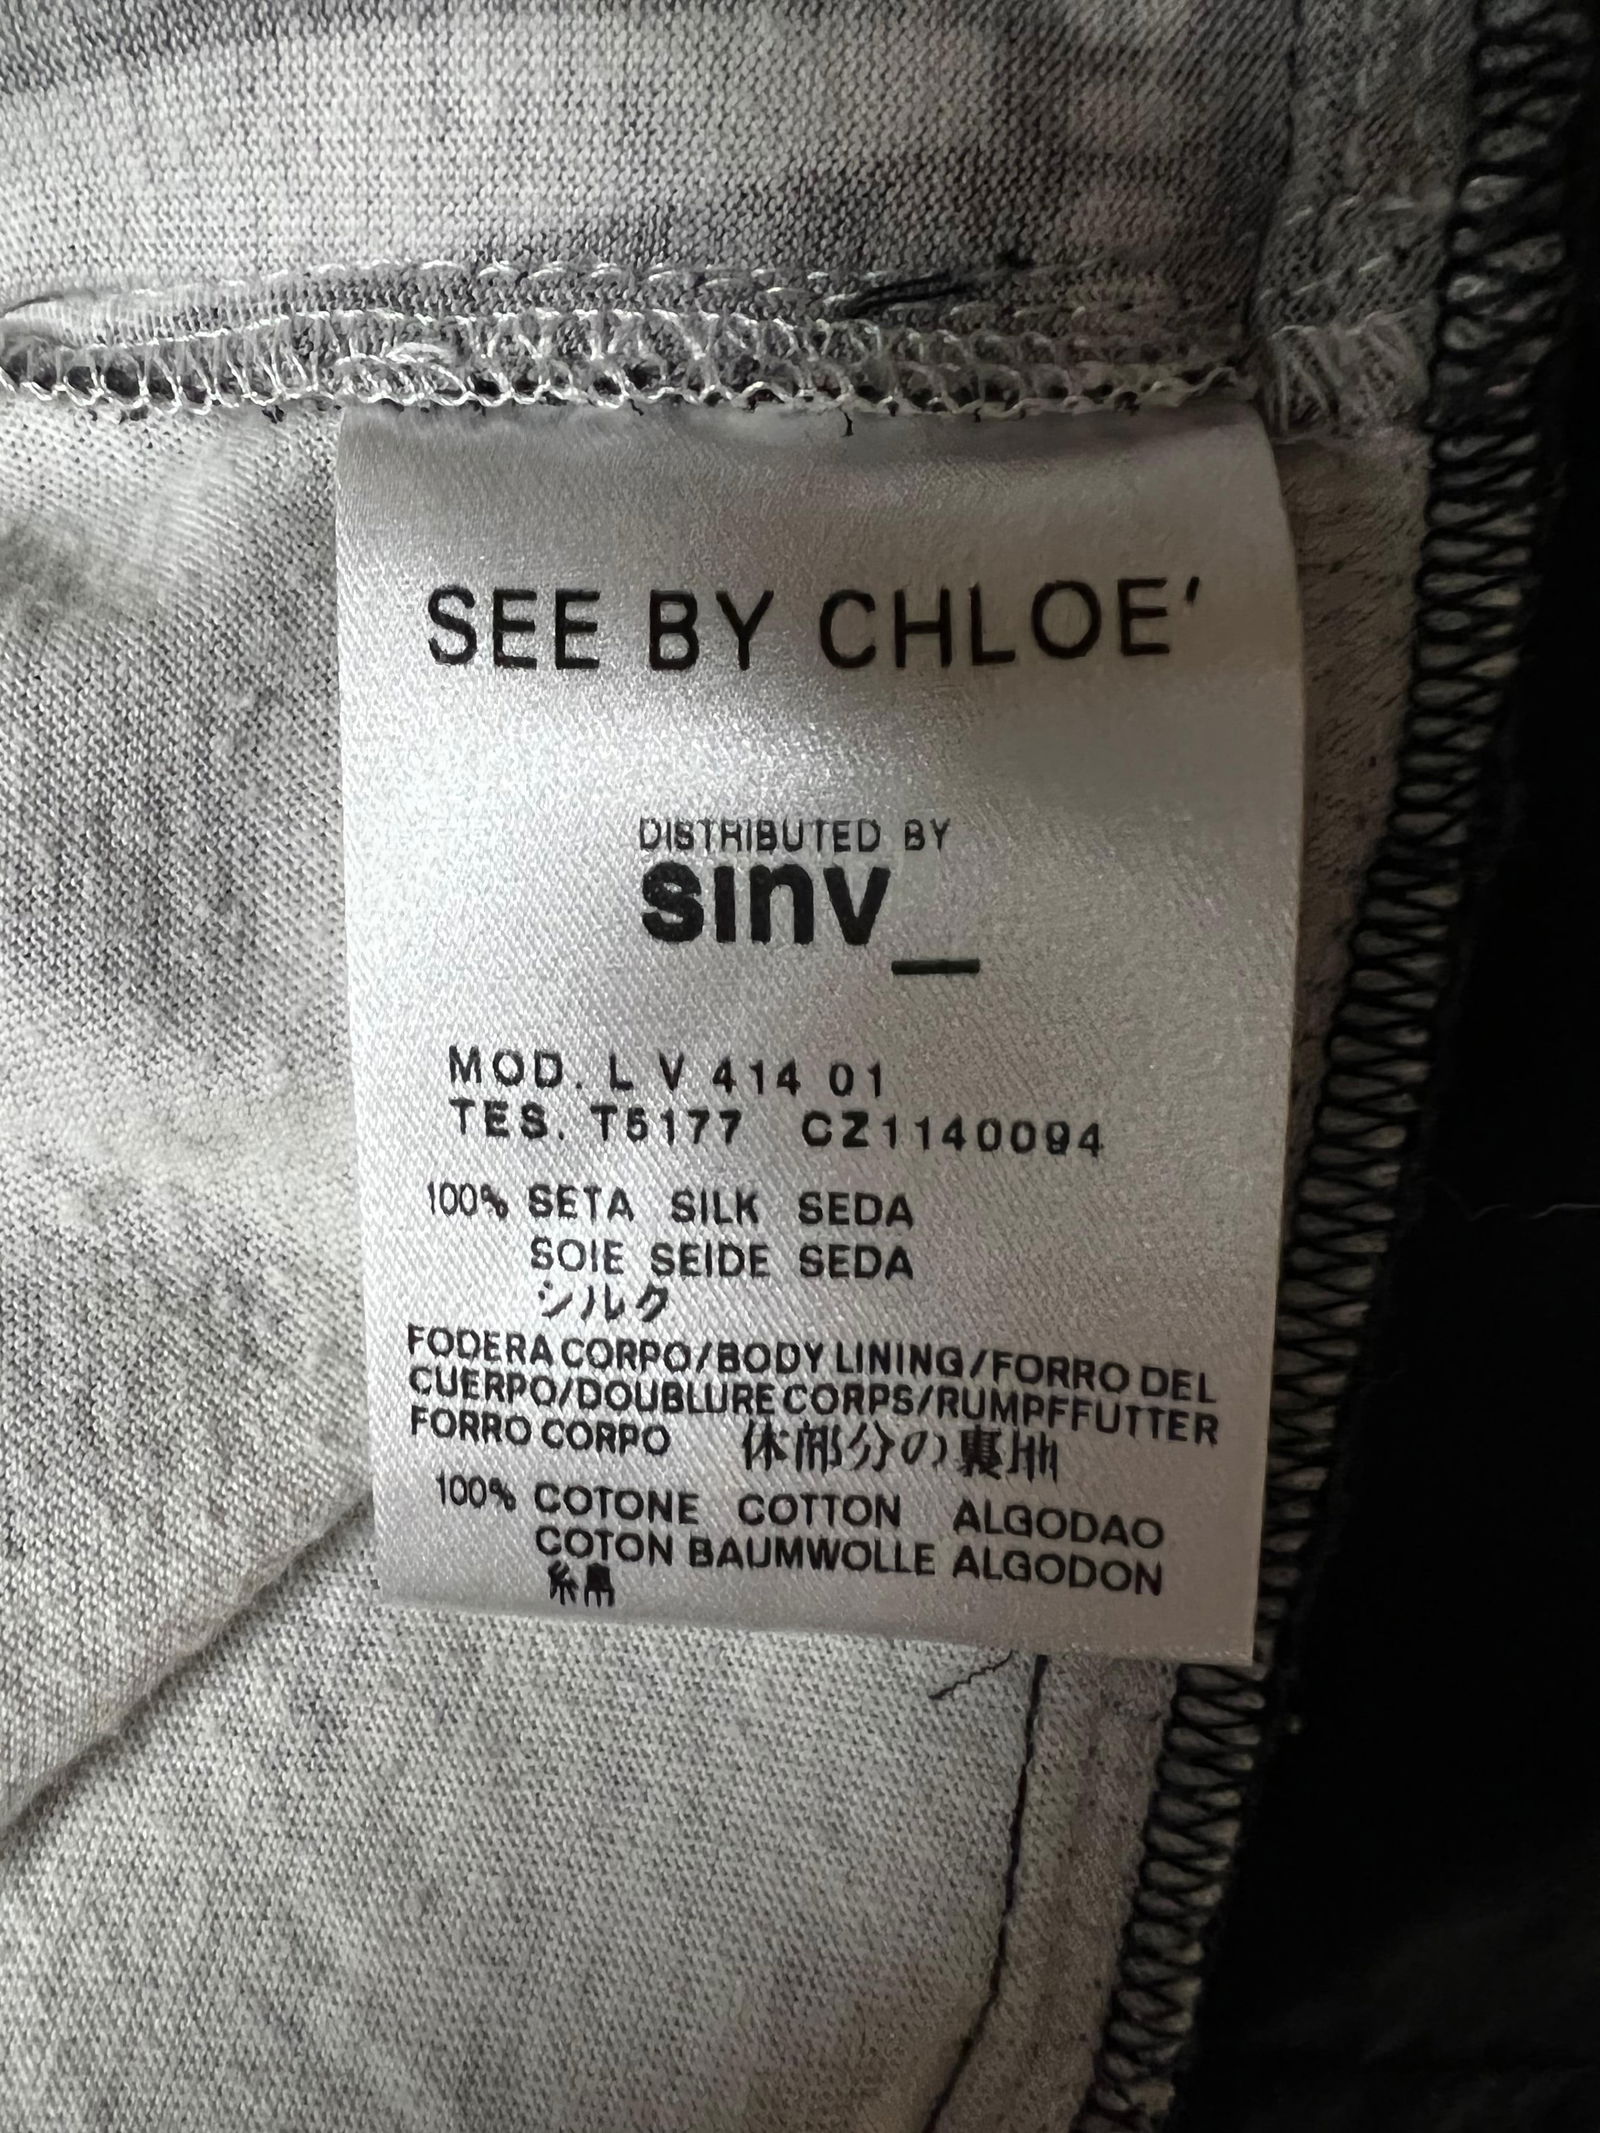 SEE BY CHLOE'
DISTRIBUTED BY
sınv_
MOD. L V 414 01
TES. T5177 CZ1140094
100% SETA SILK SEDA
SOIE SEIDE SEDA
シルク
FODERA CORPO/BODY LINING/FORRO DEL
CUERPO/DOUBLURE CORPS/RUMPFFUTTER
FORRO CORPO 体部分の裏地
100% COTONE COTTON ALGODAO
COTON BAUMWOLLE ALGODON
綿